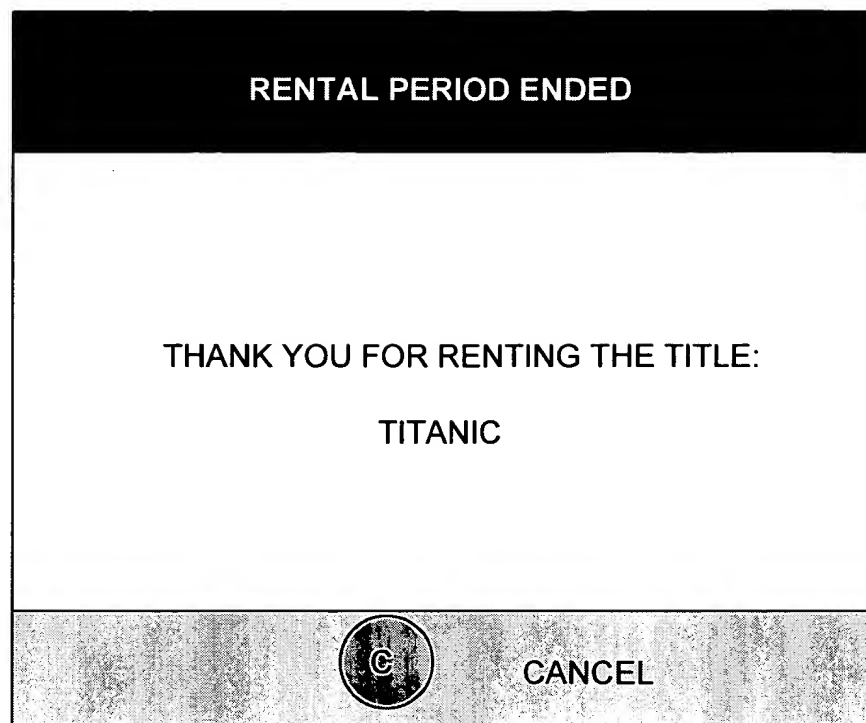 RENTAL PERIOD ENDED
THANK YOU FOR RENTING THE TITLE:
TITANIC
C CANCEL